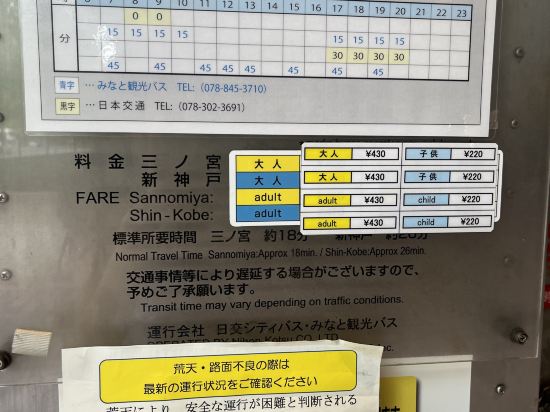 7 8 9 10 11 12 13 14 15 16 17 18 19 20 21 22 23
0 0
分 15 15 15 15 15 15 15 15
30 30 30 30
45 45 45 45 45 45 45
青字 … みなと観光バス TEL: (078-845-3710)
黒字 … 日本交通 TEL: (078-302-3691)
料金 三ノ宮 大人 大人 ¥430 子供 ¥220
新神戸 大人 大人 ¥430 子供 ¥220
FARE Sannomiya: adult adult ¥430 child ¥220
Shin-Kobe: adult adult ¥430 child ¥220
標準所要時間 三ノ宮 約18分
Normal Travel Time Sannomiya:Approx 18min. / Shin-Kobe:Approx 26min.
交通事情等により遅延する場合がございますので、
予めご了承願います。
Transit time may vary depending on traffic conditions.
運行会社 日交シティバス・みなと観光バス
荒天・路面不良の際は
最新の運行状況をご確認ください
荒天により、安全な運行が困難と判断される